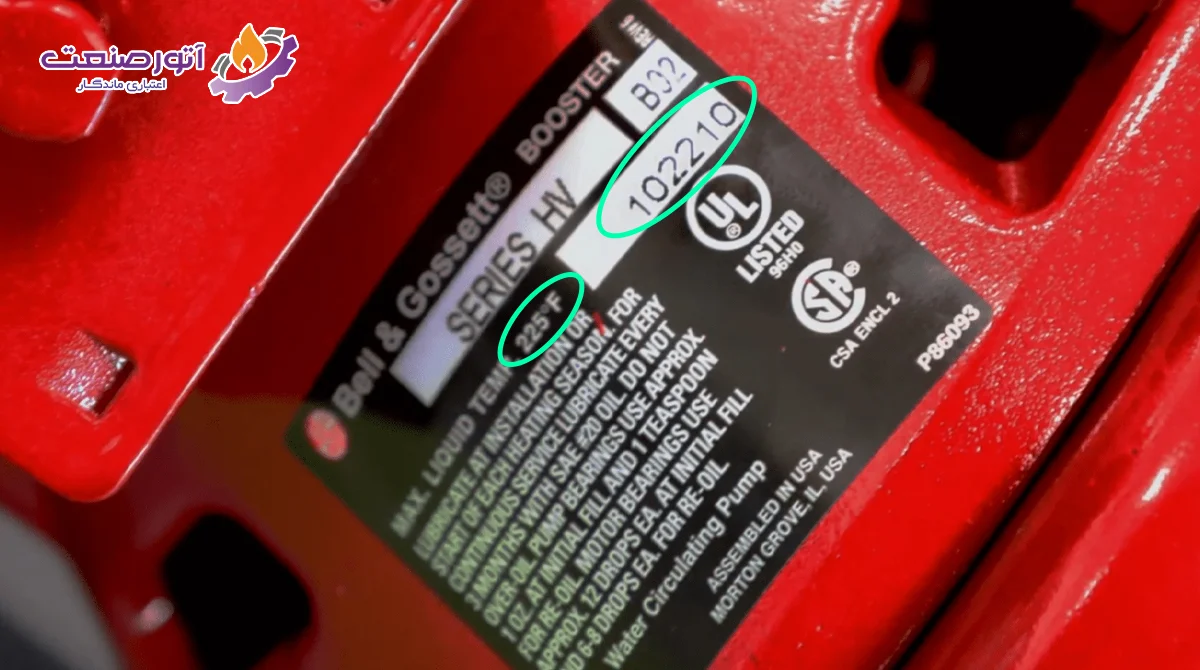 آتورصنعت
اعتباری ماندگار
Bell & Gossett® BOOSTER
REV6
SERIES HV
B02
102210
MAX. LIQUID TEMP. 225°F
LUBRICATE AT INSTALLATION OR
START OF EACH HEATING SEASON. FOR
CONTINUOUS SERVICE LUBRICATE EVERY
3 MONTHS WITH SAE #20 OIL. DO NOT
OVER-OIL. PUMP BEARINGS USE APPROX.
1 OZ. AT INITIAL FILL AND 1 TEASPOON
FOR RE-OIL. MOTOR BEARINGS USE
APPROX. 12 DROPS EA. AT INITIAL FILL
AND 6-8 DROPS EA. FOR RE-OIL.
Water Circulating Pump
UL®
LISTED
96H0
SA®
CSA ENCL 2
P86093
ASSEMBLED IN USA
MORTON GROVE, IL, USA